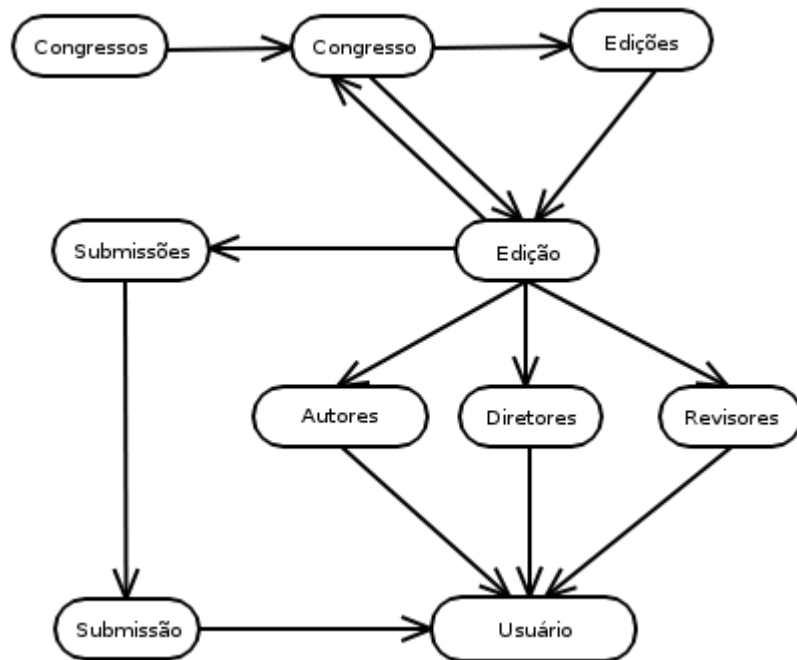 Congressos
Congresso
Edições
Submissões
Edição
Autores
Diretores
Revisores
Submissão
Usuário